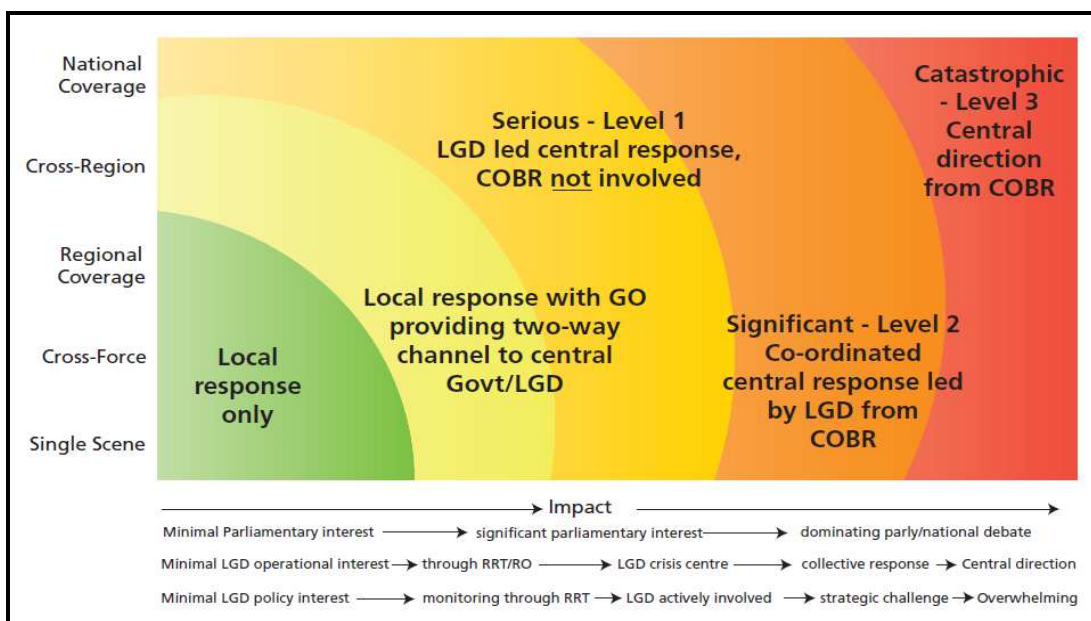 National
Coverage
Cross-Region
Regional
Coverage
Cross-Force
Single Scene
Local
response
only
Local response with GO
providing two-way
channel to central
Govt/LGD
Serious - Level 1
LGD led central response,
COBR not involved
Significant - Level 2
Co-ordinated
central response led
by LGD from
COBR
Catastrophic
- Level 3
Central
direction
from COBR
Impact
Minimal Parliamentary interest significant parliamentary interest dominating parly/national debate
Minimal LGD operational interest through RRT/RO LGD crisis centre collective response Central direction
Minimal LGD policy interest monitoring through RRT LGD actively involved strategic challenge Overwhelming